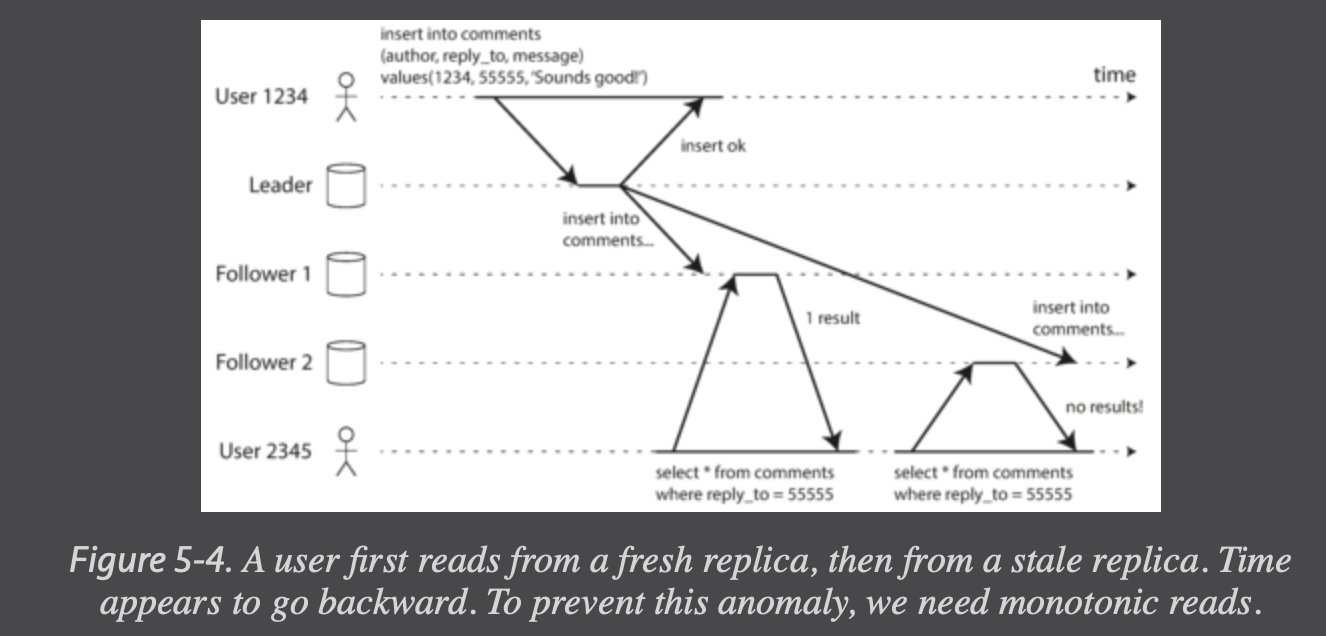 insert into comments
(author, reply_to, message)
values(1234, 55555, 'Sounds good!')
time
User 1234
insert ok
Leader
insert into
comments...
Follower 1
1 result
insert into
comments...
Follower 2
no results!
User 2345
select * from comments
where reply_to = 55555
select * from comments
where reply_to = 55555
Figure 5-4. A user first reads from a fresh replica, then from a stale replica. Time
appears to go backward. To prevent this anomaly, we need monotonic reads.